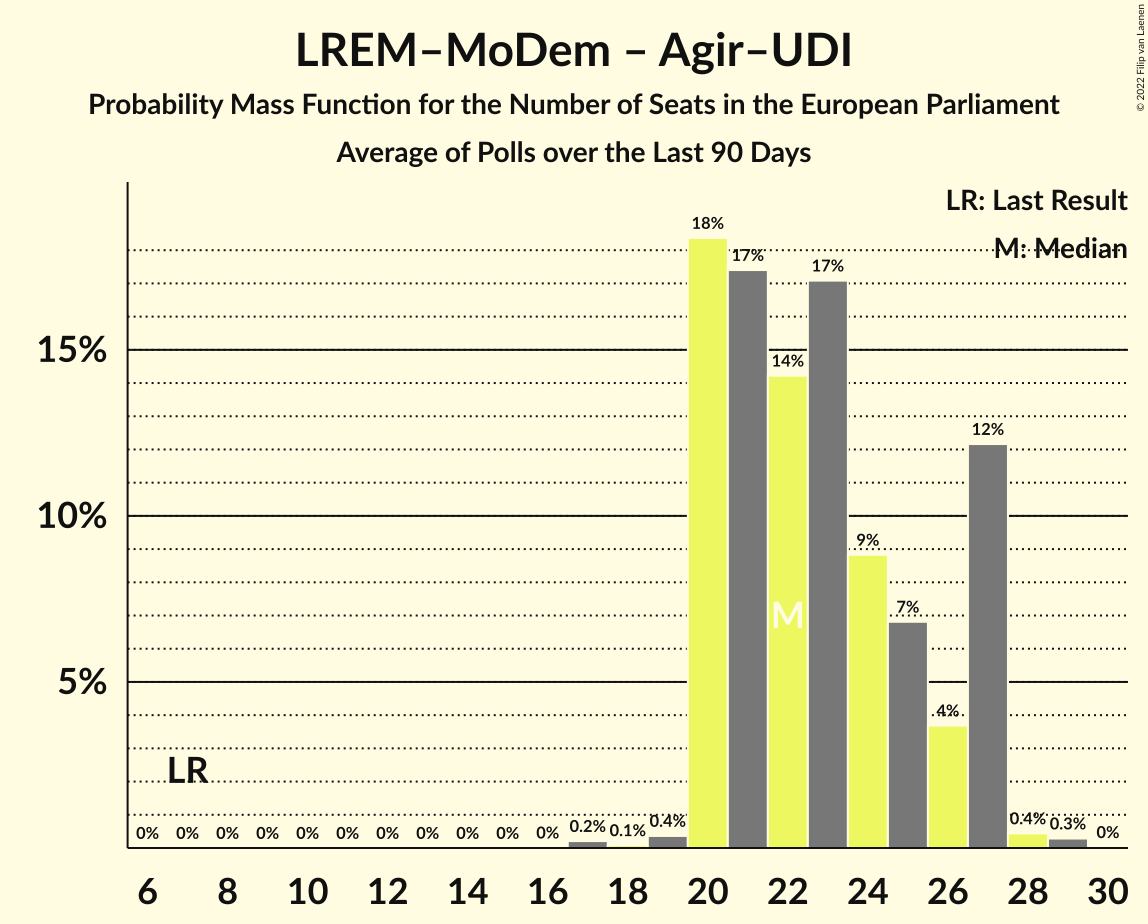 LREM–MoDem – Agir–UDI
Probability Mass Function for the Number of Seats in the European Parliament
Average of Polls over the Last 90 Days
© 2022 Filip van Laenen
LR: Last Result
M: Median
15%
10%
5%
18%
17%
14%
17%
9%
7%
4%
12%
M
LR
0% 0% 0% 0% 0% 0% 0% 0% 0% 0% 0% 0.2% 0.1% 0.4% 0.4% 0.3% 0%
6 8 10 12 14 16 18 20 22 24 26 28 30